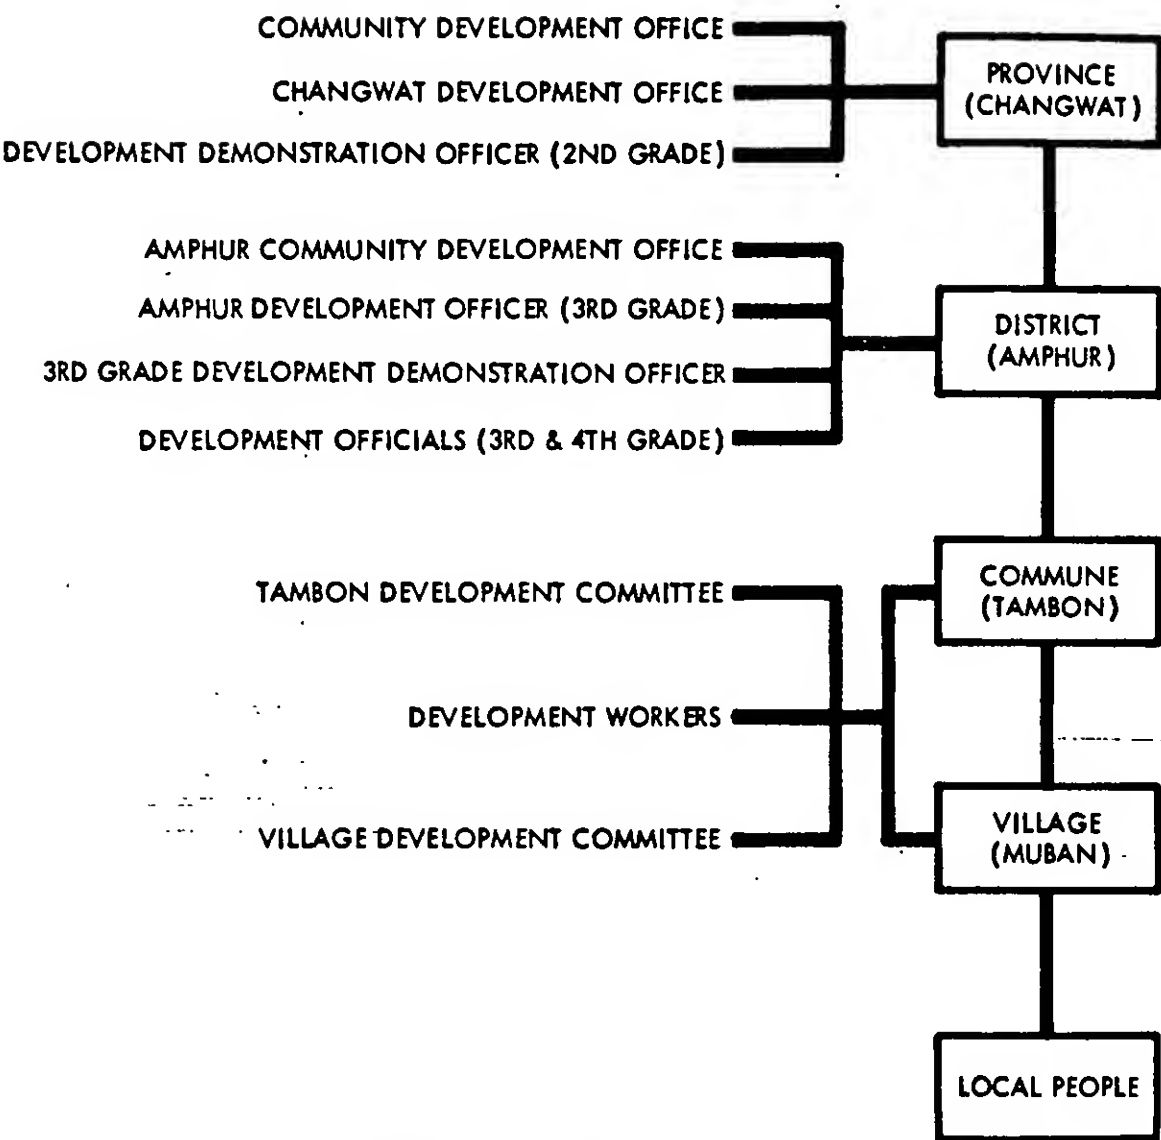 COMMUNITY DEVELOPMENT OFFICE
CHANGWAT DEVELOPMENT OFFICE
DEVELOPMENT DEMONSTRATION OFFICER (2ND GRADE)
PROVINCE
(CHANGWAT)
AMPHUR COMMUNITY DEVELOPMENT OFFICE
AMPHUR DEVELOPMENT OFFICER (3RD GRADE)
3RD GRADE DEVELOPMENT DEMONSTRATION OFFICER
DEVELOPMENT OFFICIALS (3RD & 4TH GRADE)
DISTRICT
(AMPHUR)
TAMBON DEVELOPMENT COMMITTEE
DEVELOPMENT WORKERS
VILLAGE DEVELOPMENT COMMITTEE
COMMUNE
(TAMBON)
VILLAGE
(MUBAN)
LOCAL PEOPLE